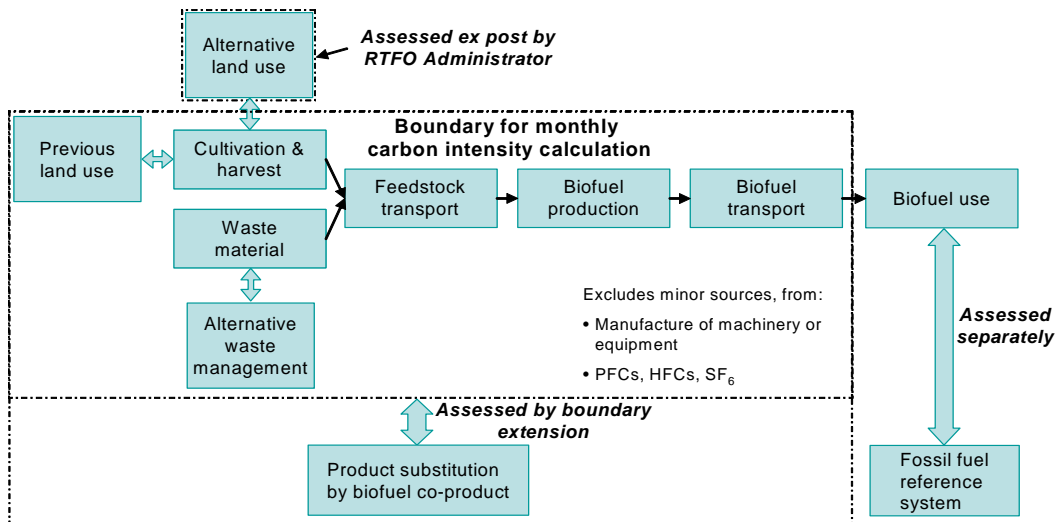 Alternative
land use
Assessed ex post by
RTFO Administrator
Boundary for monthly
carbon intensity calculation
Previous
land use
Cultivation &
harvest
Waste
material
Alternative
waste
management
Feedstock
transport
Biofuel
production
Biofuel
transport
Biofuel use
Excludes minor sources, from:
• Manufacture of machinery or
equipment
• PFCs, HFCs, SF₆
Assessed
separately
Assessed by boundary
extension
Product substitution
by biofuel co-product
Fossil fuel
reference
system